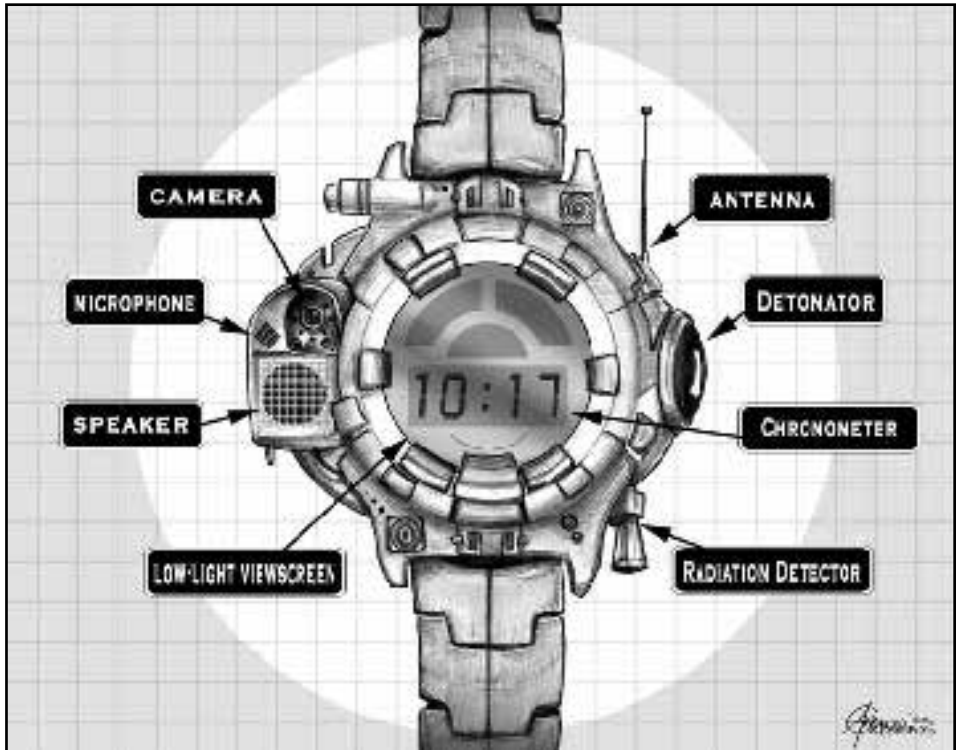 CAMERA
ANTENNA
MICROPHONE
DETONATOR
10:17
SPEAKER
CHRONOMETER
LOW-LIGHT VIEWSCREEN
RADIATION DETECTOR